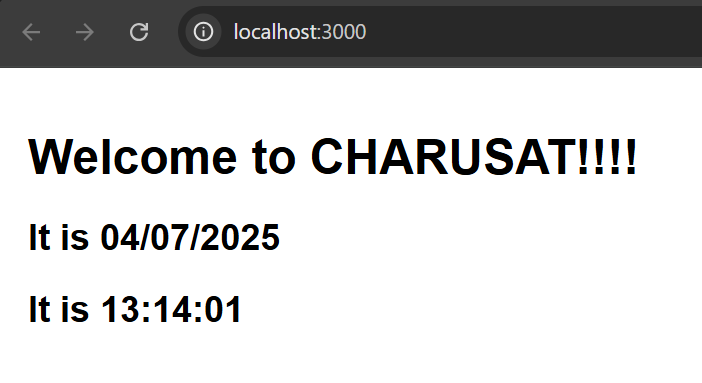 localhost:3000
Welcome to CHARUSAT!!!!
It is 04/07/2025
It is 13:14:01